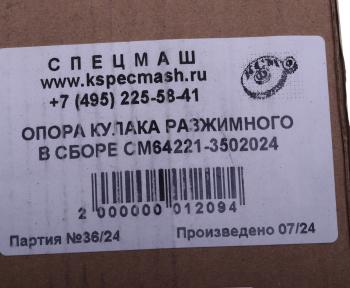 СПЕЦМАШ
www.kspecmash.ru
+7 (495) 225-58-41
ОПОРА КУЛАКА РАЗЖИМНОГО
В СБОРЕ СМ64221-3502024
2 000000 012094
Партия №36/24 Произведено 07/24